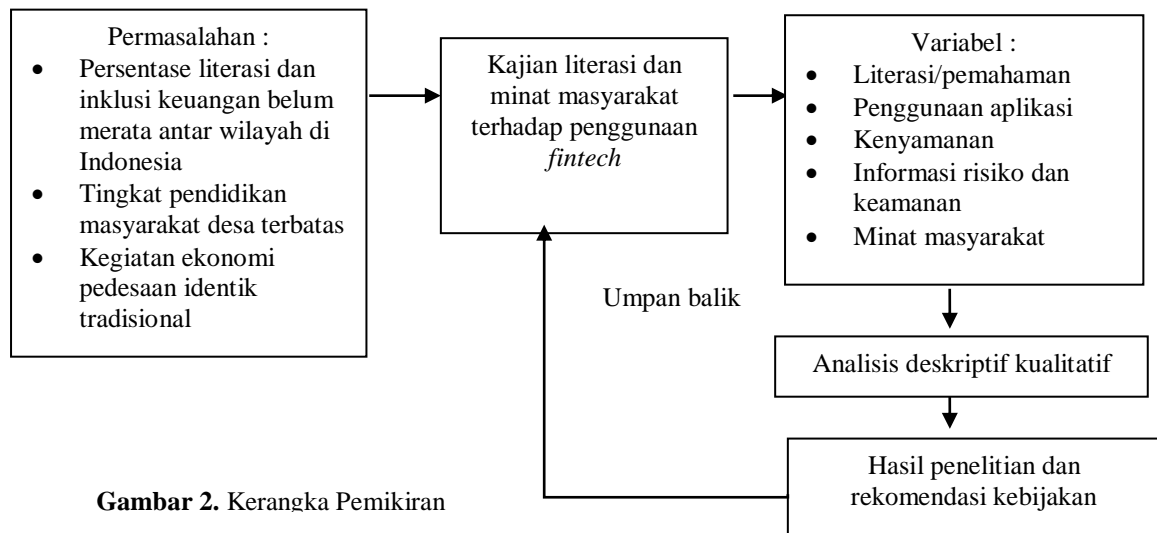 Permasalahan :
• Persentase literasi dan
inklusi keuangan belum
merata antar wilayah di
Indonesia
• Tingkat pendidikan
masyarakat desa terbatas
• Kegiatan ekonomi
pedesaan identik
tradisional
Kajian literasi dan
minat masyarakat
terhadap penggunaan
fintech
Variabel :
• Literasi/pemahaman
• Penggunaan aplikasi
• Kenyamanan
• Informasi risiko dan
keamanan
• Minat masyarakat
Umpan balik
Analisis deskriptif kualitatif
Hasil penelitian dan
rekomendasi kebijakan
Gambar 2. Kerangka Pemikiran